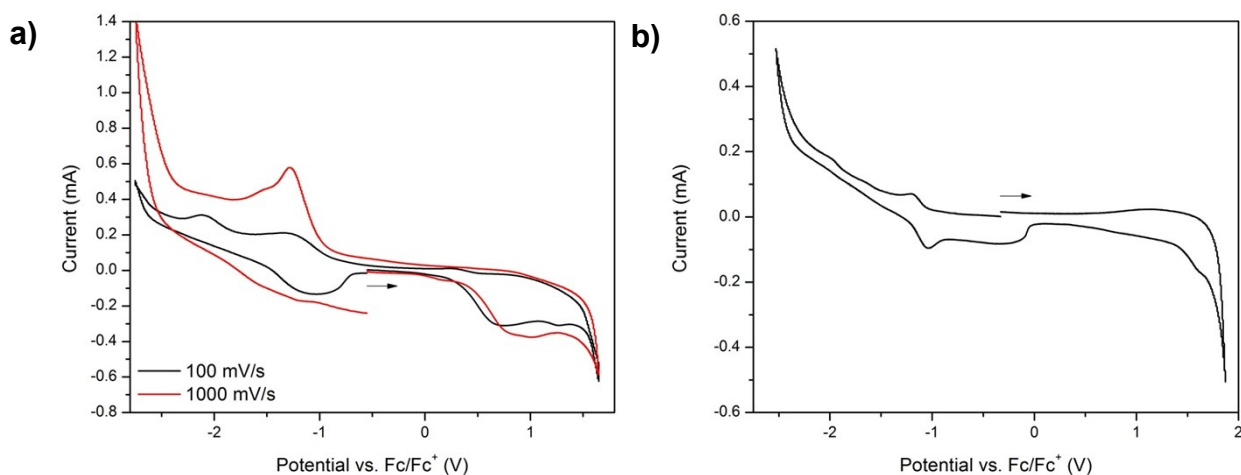 a)
1.4
1.2
1.0
0.8
0.6
0.4
0.2
0.0
-0.2
-0.4
-0.6
-0.8
Current (mA)
100 mV/s
1000 mV/s
-2 -1 0 1
Potential vs. Fc/Fc⁺ (V)
b)
0.6
0.4
0.2
0.0
-0.2
-0.4
-0.6
Current (mA)
-2 -1 0 1 2
Potential vs. Fc/Fc⁺ (V)